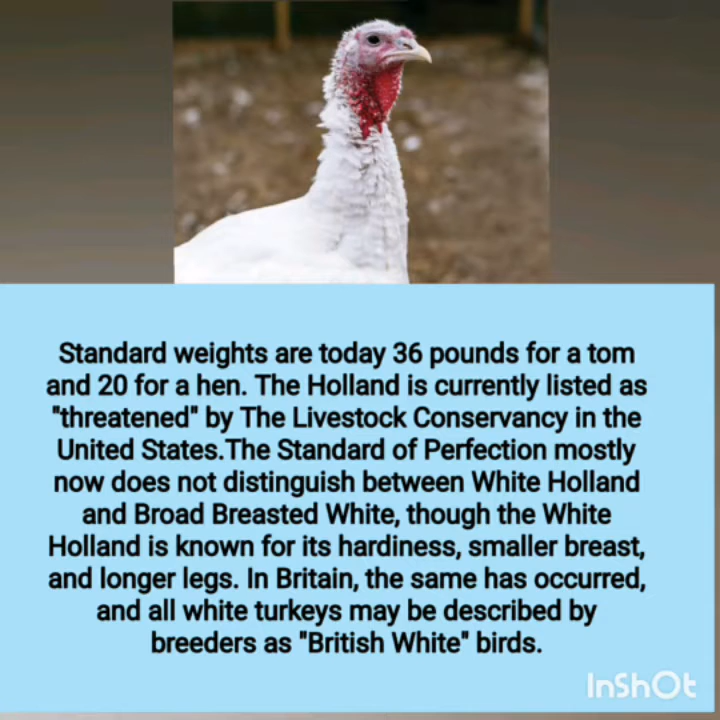 Standard weights are today 36 pounds for a tom
and 20 for a hen. The Holland is currently listed as
"threatened" by The Livestock Conservancy in the
United States.The Standard of Perfection mostly
now does not distinguish between White Holland
and Broad Breasted White, though the White
Holland is known for its hardiness, smaller breast,
and longer legs. In Britain, the same has occurred,
and all white turkeys may be described by
breeders as "British White" birds.
InShOt